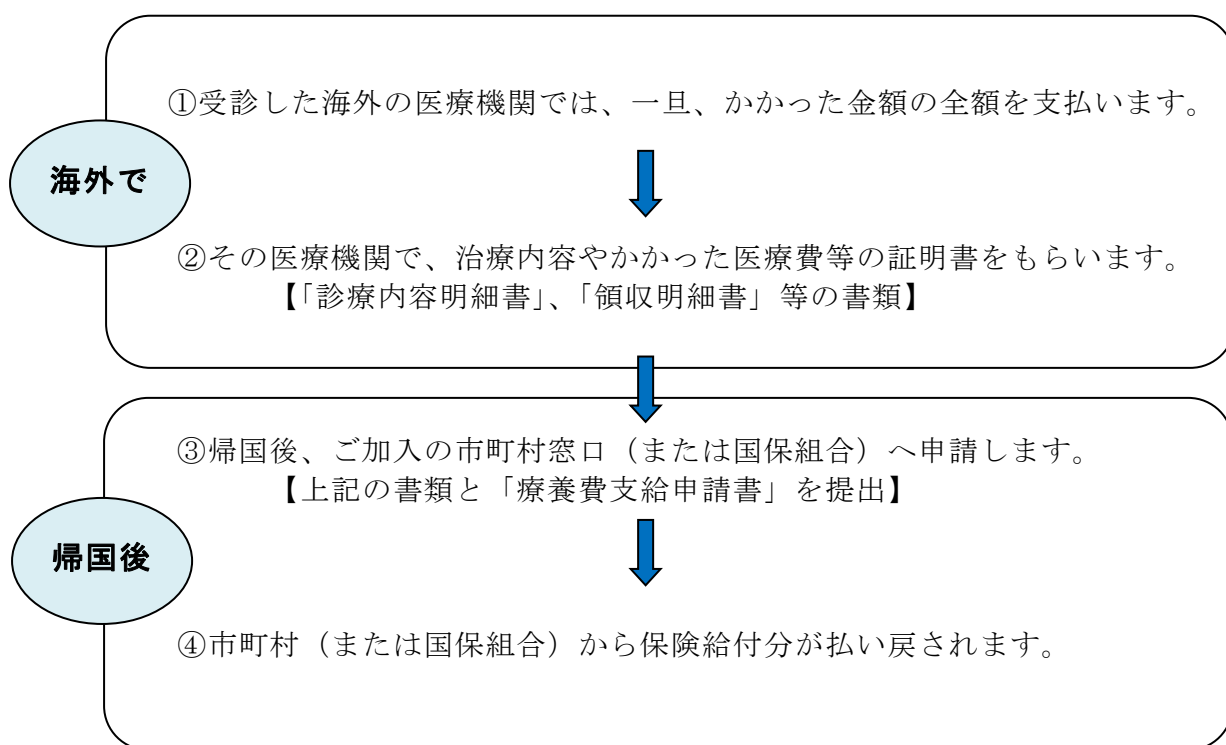 ①受診した海外の医療機関では、一旦、かかった金額の全額を支払います。
海外で
②その医療機関で、治療内容やかかった医療費等の証明書をもらいます。
【「診療内容明細書」、「領収明細書」等の書類】
③帰国後、ご加入の市町村窓口（または国保組合）へ申請します。
【上記の書類と「療養費支給申請書」を提出】
帰国後
④市町村（または国保組合）から保険給付分が払い戻されます。